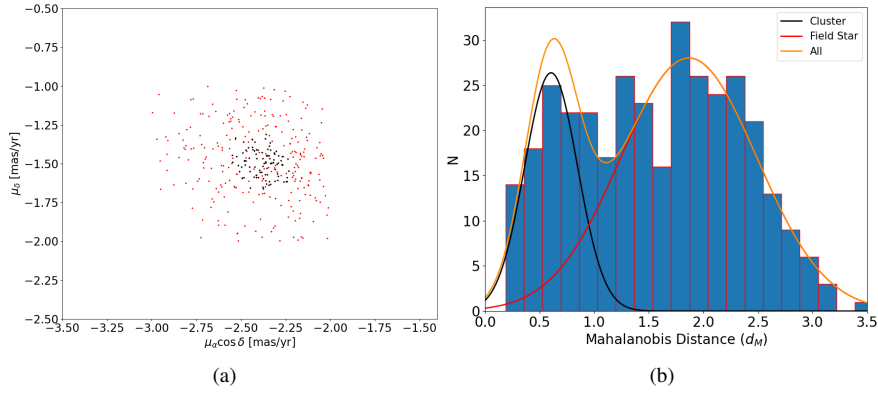 −0.50
−0.75
−1.00
−1.25
−1.50
−1.75
−2.00
−2.25
−2.50
μδ [mas/yr]
−3.50 −3.25 −3.00 −2.75 −2.50 −2.25 −2.00 −1.75 −1.50
μα cos δ [mas/yr]
(a)
Cluster
Field Star
All
30
25
20
15
10
5
0
N
0.0 0.5 1.0 1.5 2.0 2.5 3.0 3.5
Mahalanobis Distance (dM)
(b)